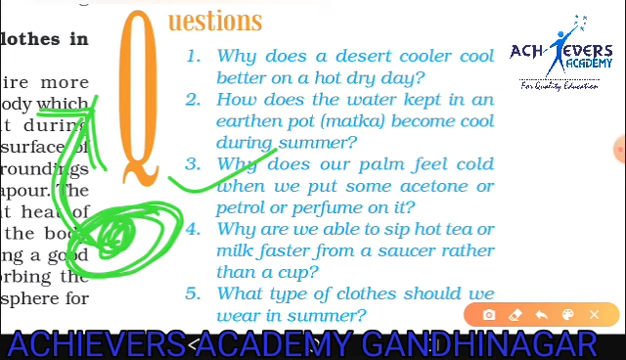 lothes in
ire more
ody which
t during
surface of
roundings
apour. The
t heat of
the body
ng a good
rbing the
sphere for
Questions
1. Why does a desert cooler cool
better on a hot dry day?
2. How does the water kept in an
earthen pot (matka) become cool
during summer?
3. Why does our palm feel cold
when we put some acetone or
petrol or perfume on it?
4. Why are we able to sip hot tea or
milk faster from a saucer rather
than a cup?
5. What type of clothes should we
wear in summer?
ACHIEVERS
ACADEMY
For Quality Education
ACHIEVERS ACADEMY GANDHINAGAR